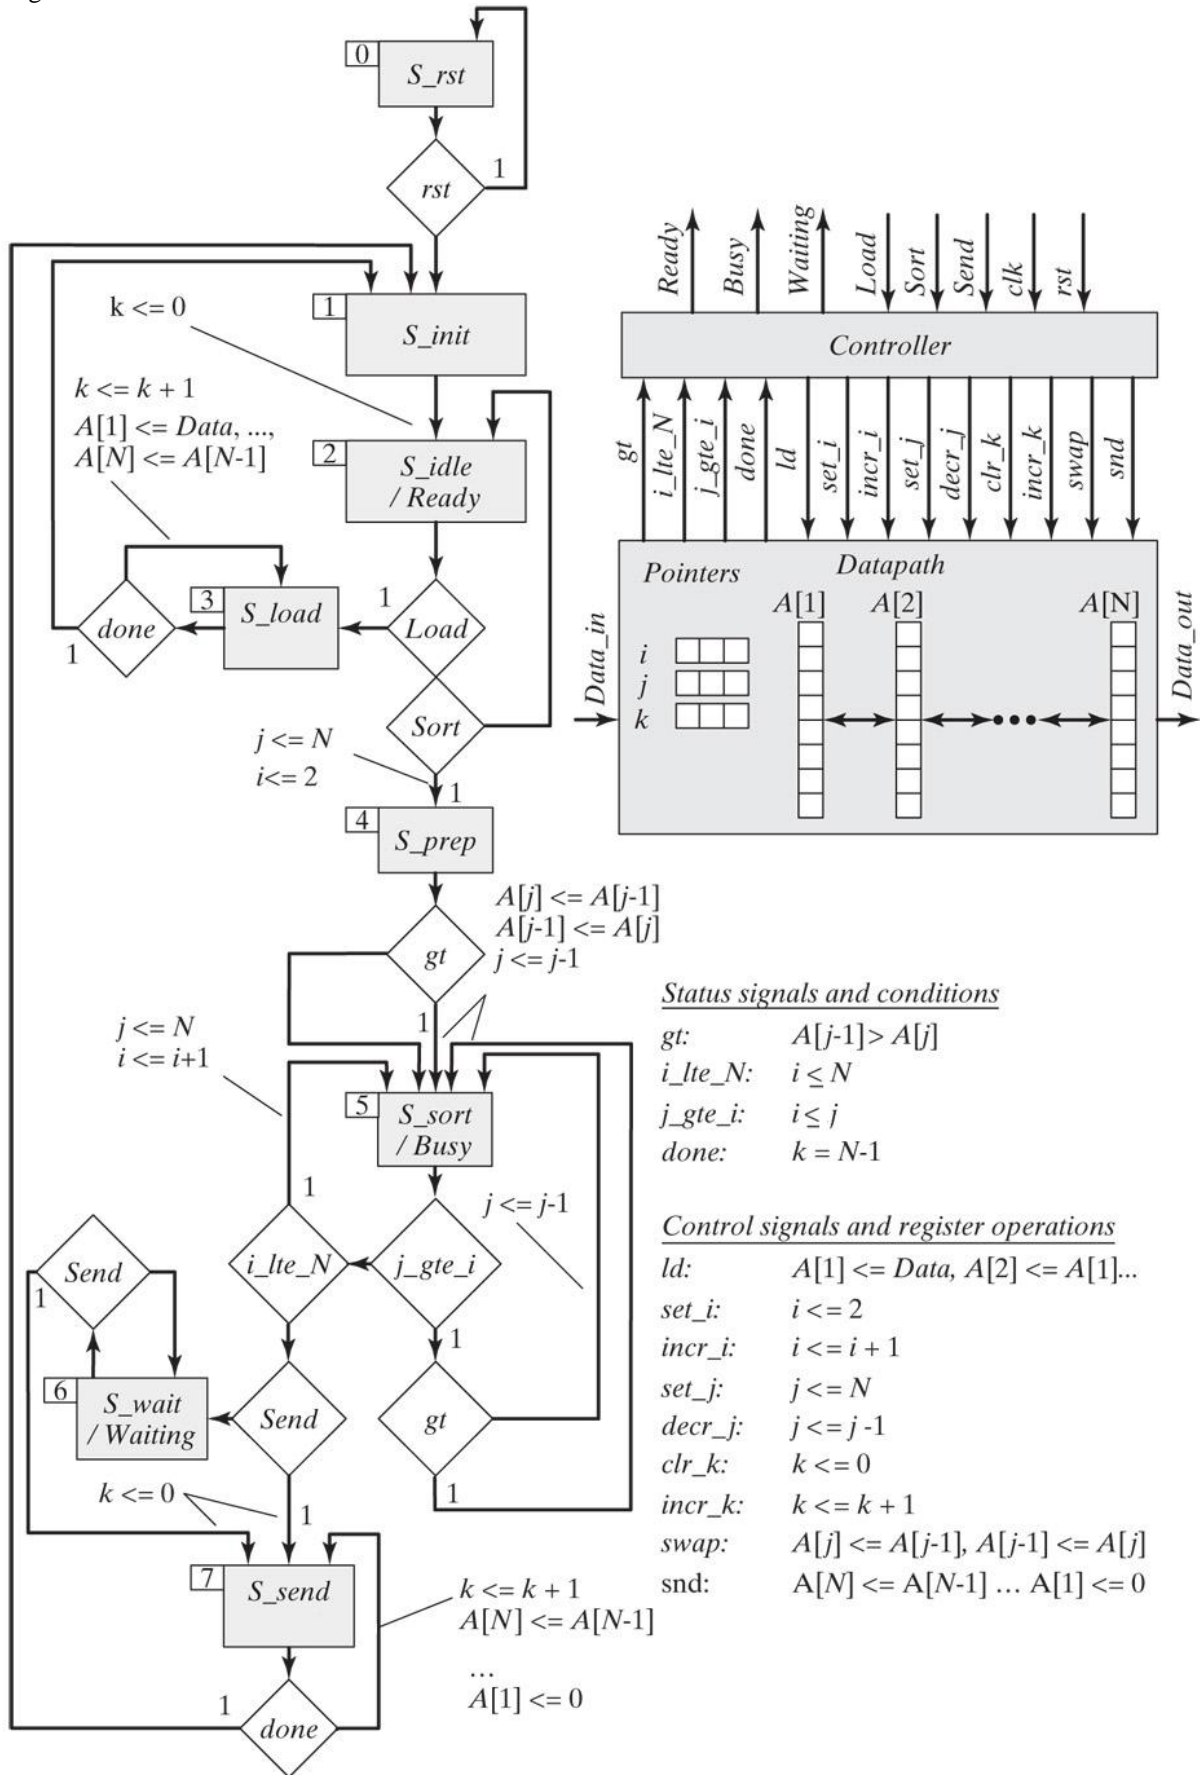 0
S_rst
rst
1
k <= 0
1
S_init
k <= k + 1
A[1] <= Data, ...,
A[N] <= A[N-1]
2
S_idle
/ Ready
3
S_load
done
1
1
Load
Sort
j <= N
i<= 2
1
4
S_prep
A[j] <= A[j-1]
A[j-1] <= A[j]
j <= j-1
gt
1
j <= N
i <= i+1
5
S_sort
/ Busy
1
j <= j-1
i_lte_N
j_gte_i
1
Send
1
6
S_wait
/ Waiting
Send
gt
1
k <= 0
1
7
S_send
k <= k + 1
A[N] <= A[N-1]
...
A[1] <= 0
1
done
Ready
Busy
Waiting
Load
Sort
Send
clk
rst
Controller
gt
i_lte_N
j_gte_i
done
ld
set_i
incr_i
set_j
decr_j
clr_k
incr_k
swap
snd
Pointers
Datapath
A[1]
A[2]
A[N]
i
j
k
Data_in
Data_out
Status signals and conditions
gt: A[j-1]> A[j]
i_lte_N: i ≤ N
j_gte_i: i ≤ j
done: k = N-1
Control signals and register operations
ld: A[1] <= Data, A[2] <= A[1]...
set_i: i <= 2
incr_i: i <= i + 1
set_j: j <= N
decr_j: j <= j -1
clr_k: k <= 0
incr_k: k <= k + 1
swap: A[j] <= A[j-1], A[j-1] <= A[j]
snd: A[N] <= A[N-1] … A[1] <= 0